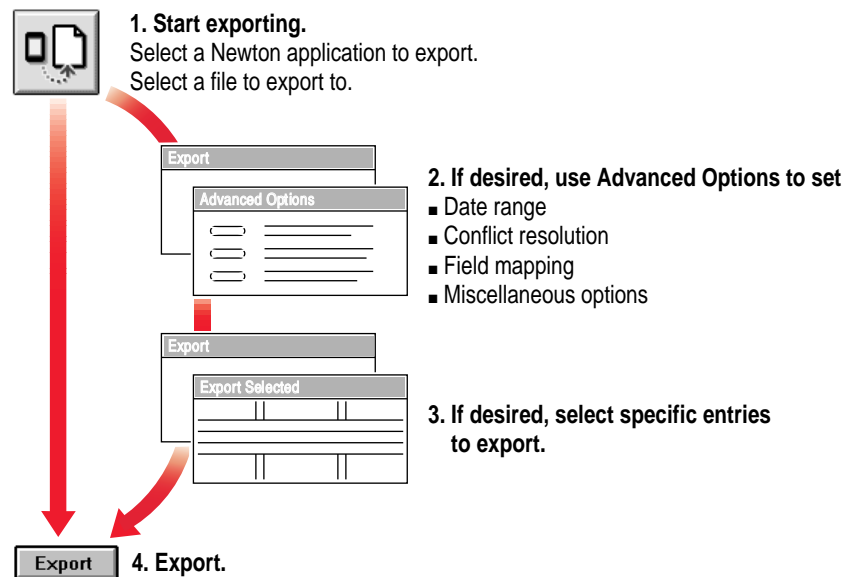 1. Start exporting.
Select a Newton application to export.
Select a file to export to.
Export
Advanced Options
2. If desired, use Advanced Options to set
■ Date range
■ Conflict resolution
■ Field mapping
■ Miscellaneous options
Export
Export Selected
3. If desired, select specific entries
to export.
Export
4. Export.